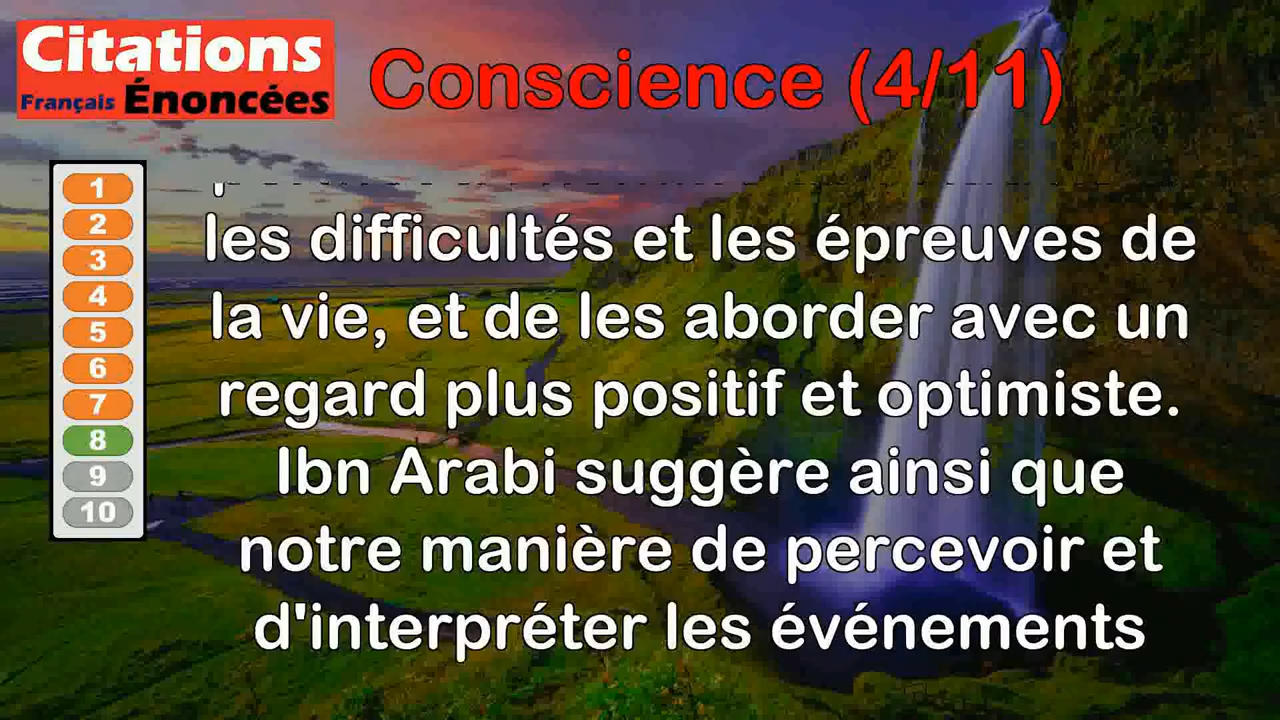 Citations
Français Énoncées
Conscience (4/11)
1
2
3
4
5
6
7
8
9
10
les difficultés et les épreuves de
la vie, et de les aborder avec un
regard plus positif et optimiste.
Ibn Arabi suggère ainsi que
notre manière de percevoir et
d'interpréter les événements